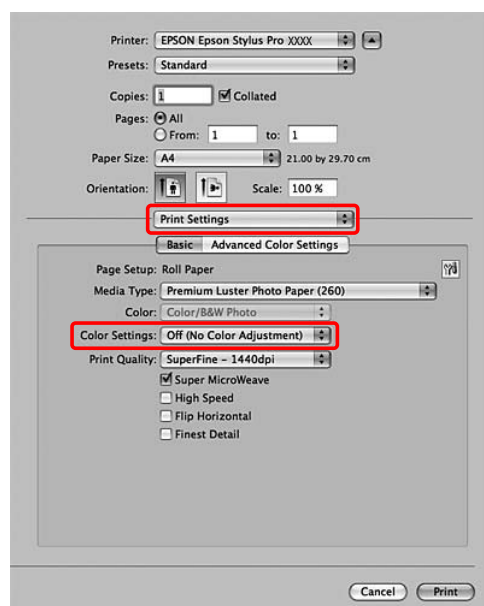 Printer: EPSON Epson Stylus Pro XXXX
Presets: Standard
Copies: 1 Collated
Pages: All
From: 1 to: 1
Paper Size: A4 21.00 by 29.70 cm
Orientation: Scale: 100 %
Print Settings
Basic Advanced Color Settings
Page Setup: Roll Paper
Media Type: Premium Luster Photo Paper (260)
Color: Color/B&W Photo
Color Settings: Off (No Color Adjustment)
Print Quality: SuperFine – 1440dpi
Super MicroWeave
High Speed
Flip Horizontal
Finest Detail
Cancel Print